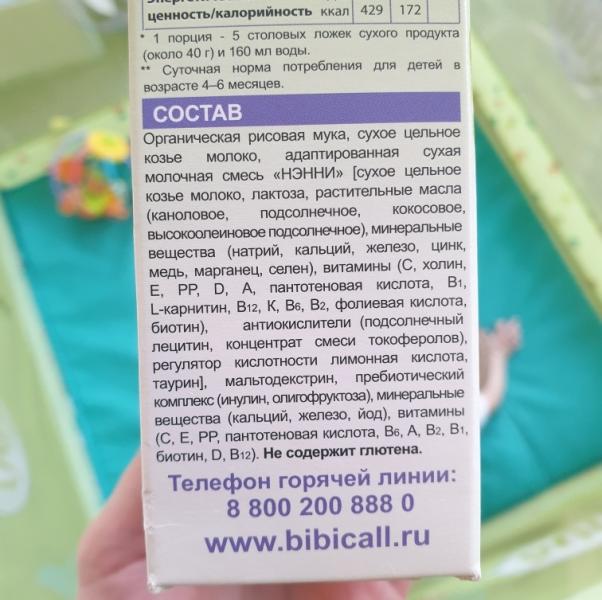 ценность/калорийность ккал 429 172
* 1 порция - 5 столовых ложек сухого продукта
(около 40 г) и 160 мл воды.
** Суточная норма потребления для детей в
возрасте 4–6 месяцев.
СОСТАВ
Органическая рисовая мука, сухое цельное
козье молоко, адаптированная сухая
молочная смесь «НЭННИ» [сухое цельное
козье молоко, лактоза, растительные масла
(каноловое, подсолнечное, кокосовое,
высокоолеиновое подсолнечное), минеральные
вещества (натрий, кальций, железо, цинк,
медь, марганец, селен), витамины (С, холин,
Е, РР, D, А, пантотеновая кислота, В1,
L-карнитин, В12, К, В6, В2, фолиевая кислота,
биотин), антиокислители (подсолнечный
лецитин, концентрат смеси токоферолов),
регулятор кислотности лимонная кислота,
таурин], мальтодекстрин, пребиотический
комплекс (инулин, олигофруктоза), минеральные
вещества (кальций, железо, йод), витамины
(С, Е, РР, пантотеновая кислота, В6, А, В2, В1,
биотин, D, В12). Не содержит глютена.
Телефон горячей линии:
8 800 200 888 0
www.bibicall.ru